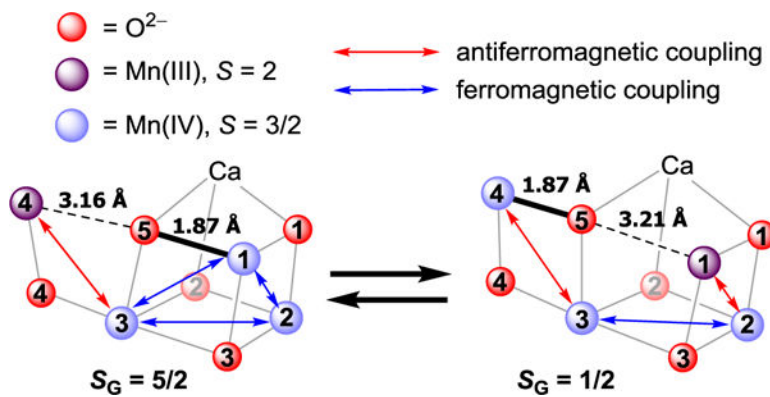 = O²⁻
= Mn(III), S = 2
= Mn(IV), S = 3/2
antiferromagnetic coupling
ferromagnetic coupling
Ca
4
3.16 Å
5
1.87 Å
1
1
4
3
2
2
3
S_G = 5/2
Ca
4
1.87 Å
5
3.21 Å
1
1
4
3
2
2
3
S_G = 1/2